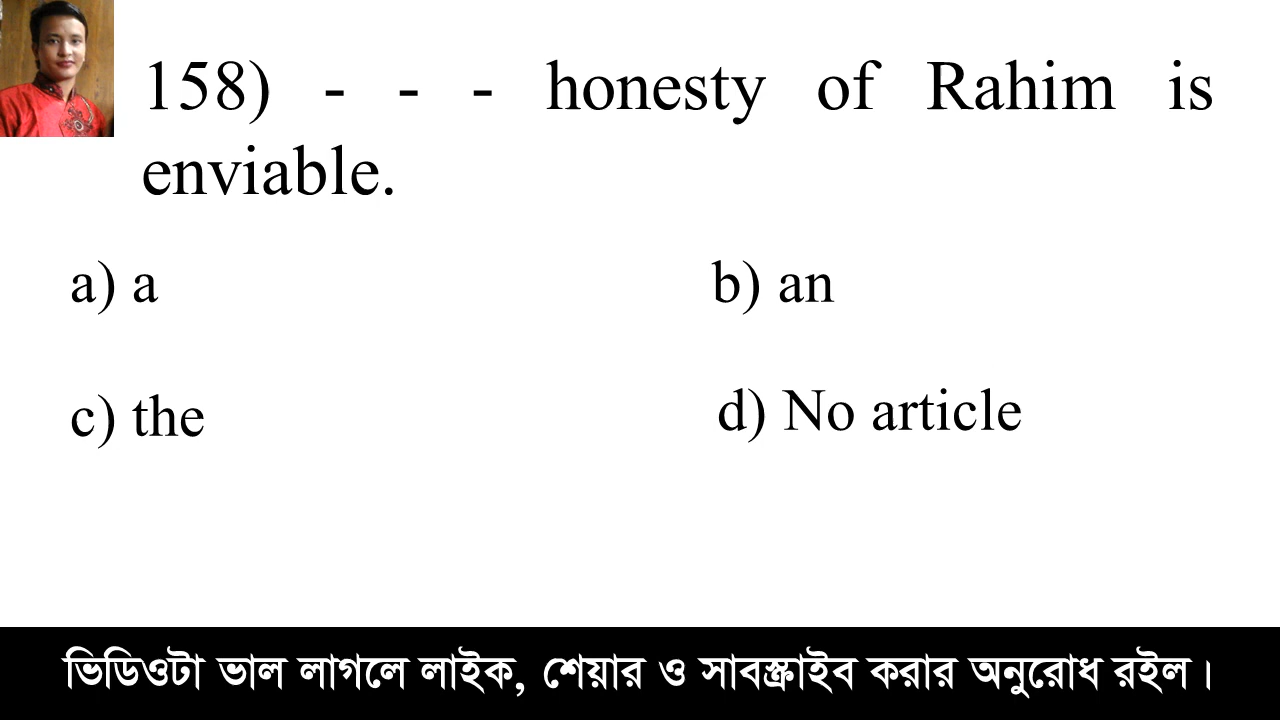 158) - - - honesty of Rahim is
enviable.
a) a
b) an
c) the
d) No article
ভিডিওটা ভাল লাগলে লাইক, শেয়ার ও সাবস্ক্রাইব করার অনুরোধ রইল।